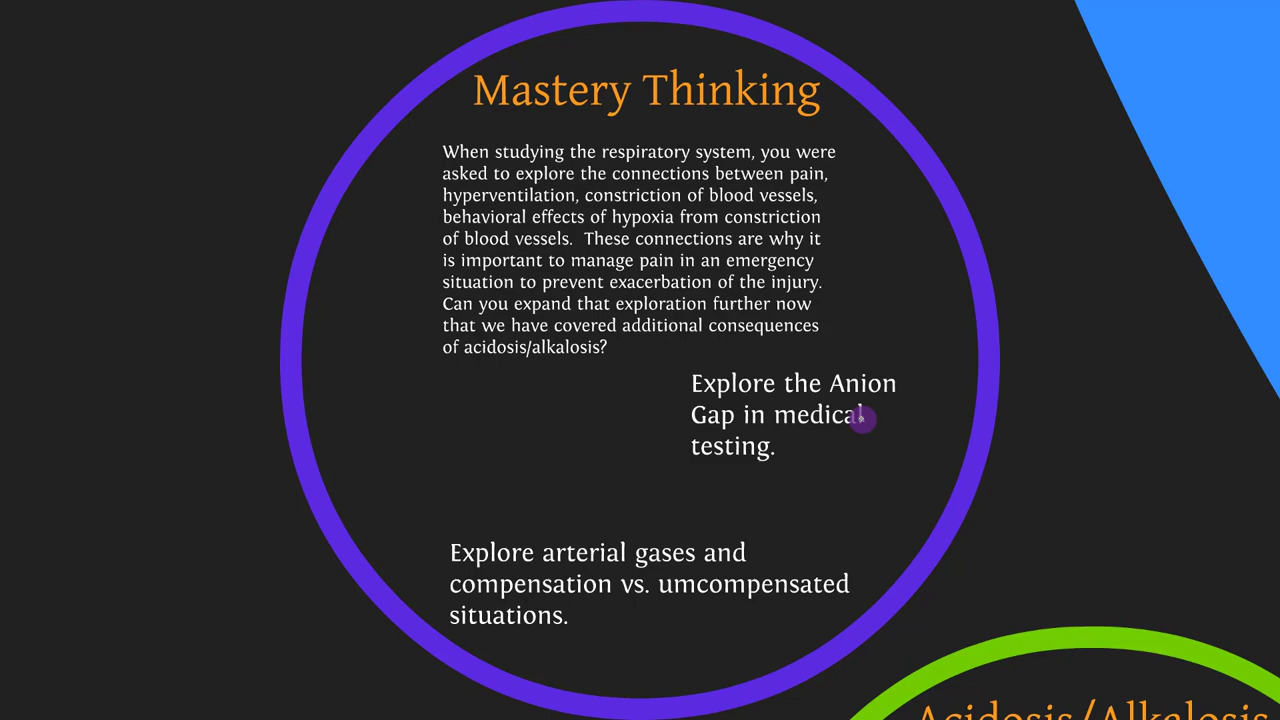 Mastery Thinking
When studying the respiratory system, you were
asked to explore the connections between pain,
hyperventilation, constriction of blood vessels,
behavioral effects of hypoxia from constriction
of blood vessels.  These connections are why it
is important to manage pain in an emergency
situation to prevent exacerbation of the injury.
Can you expand that exploration further now
that we have covered additional consequences
of acidosis/alkalosis?
Explore the Anion
Gap in medical
testing.
Explore arterial gases and
compensation vs. umcompensated
situations.
Acidosis/Alkalosis